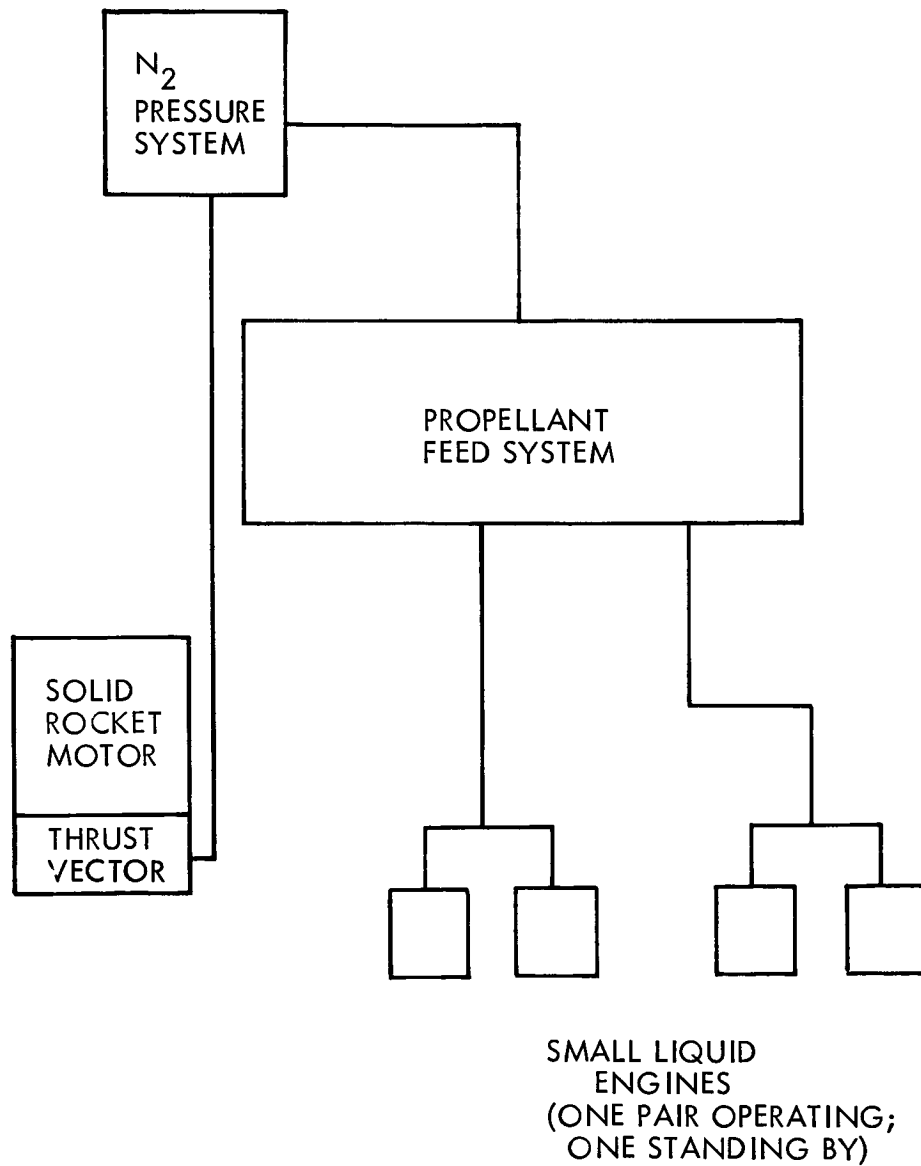 N2
PRESSURE
SYSTEM
PROPELLANT
FEED SYSTEM
SOLID
ROCKET
MOTOR
THRUST
VECTOR
SMALL LIQUID
ENGINES
(ONE PAIR OPERATING;
ONE STANDING BY)